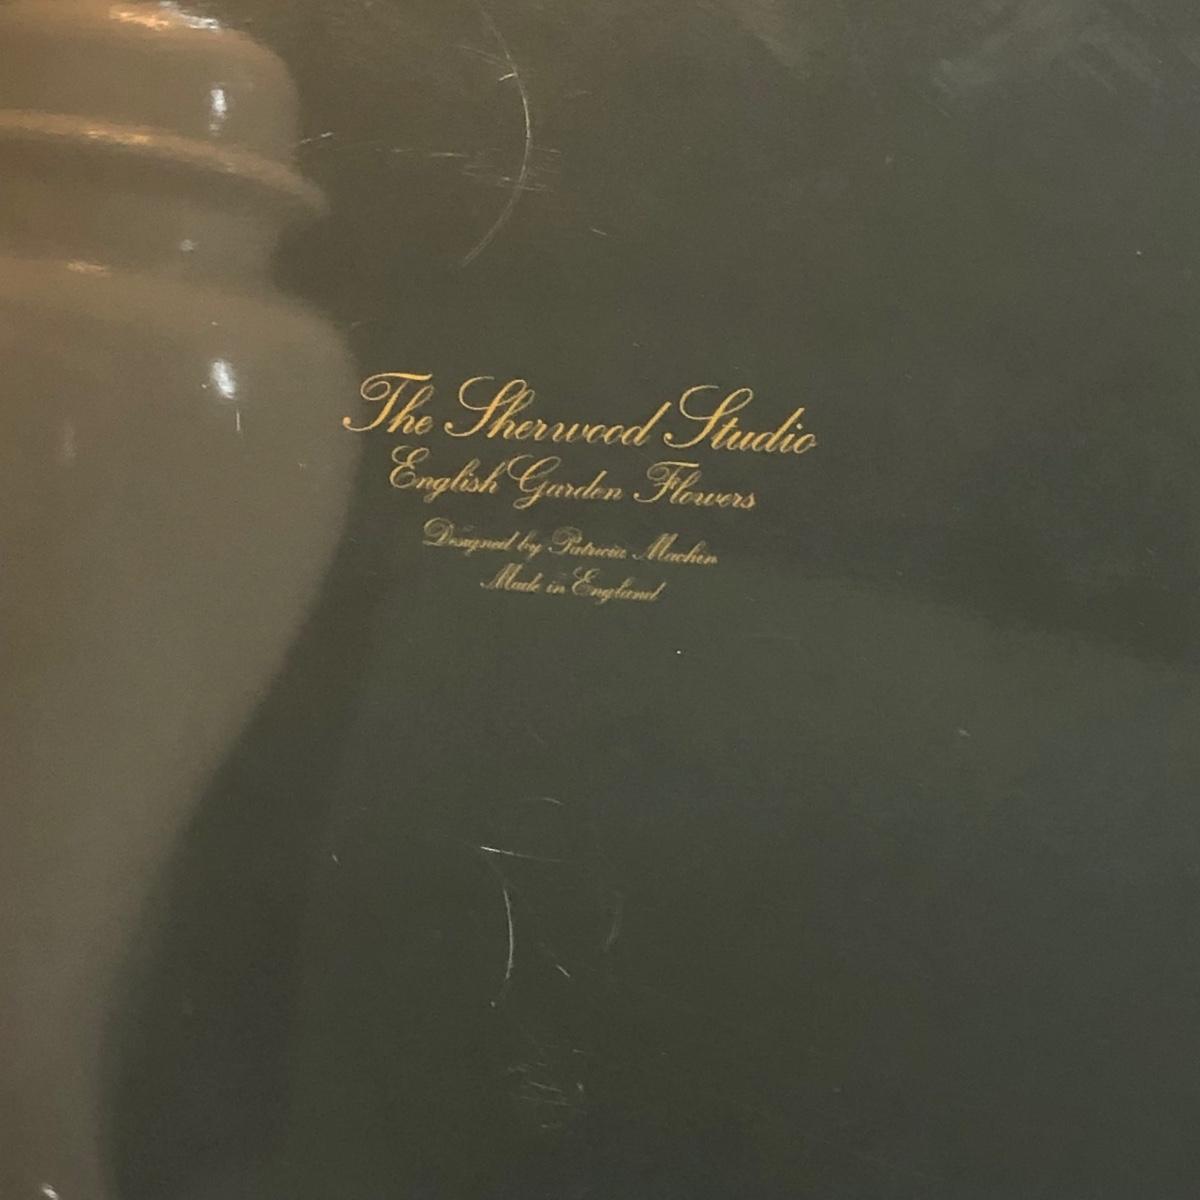 The Sherwood Studio
English Garden Flowers
Designed by Patricia Machin
Made in England